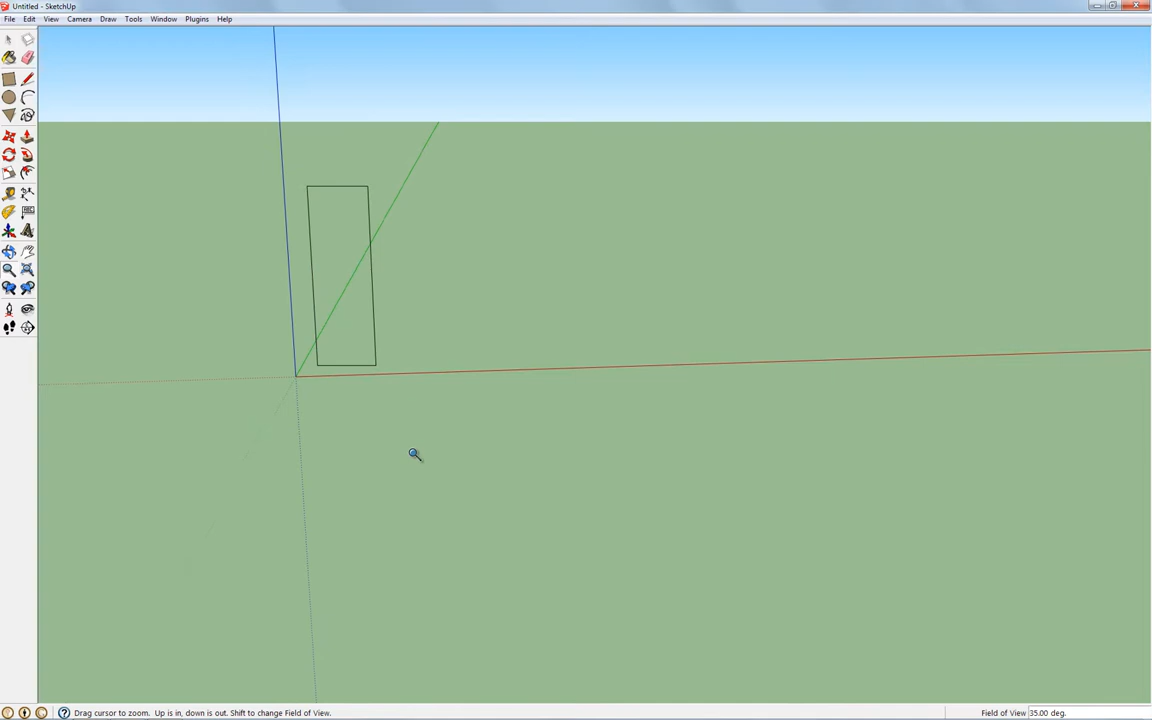 Untitled - SketchUp
File Edit View Camera Draw Tools Window Plugins Help
Drag cursor to zoom. Up is in, down is out. Shift to change Field of View. Field of View 35.00 deg.